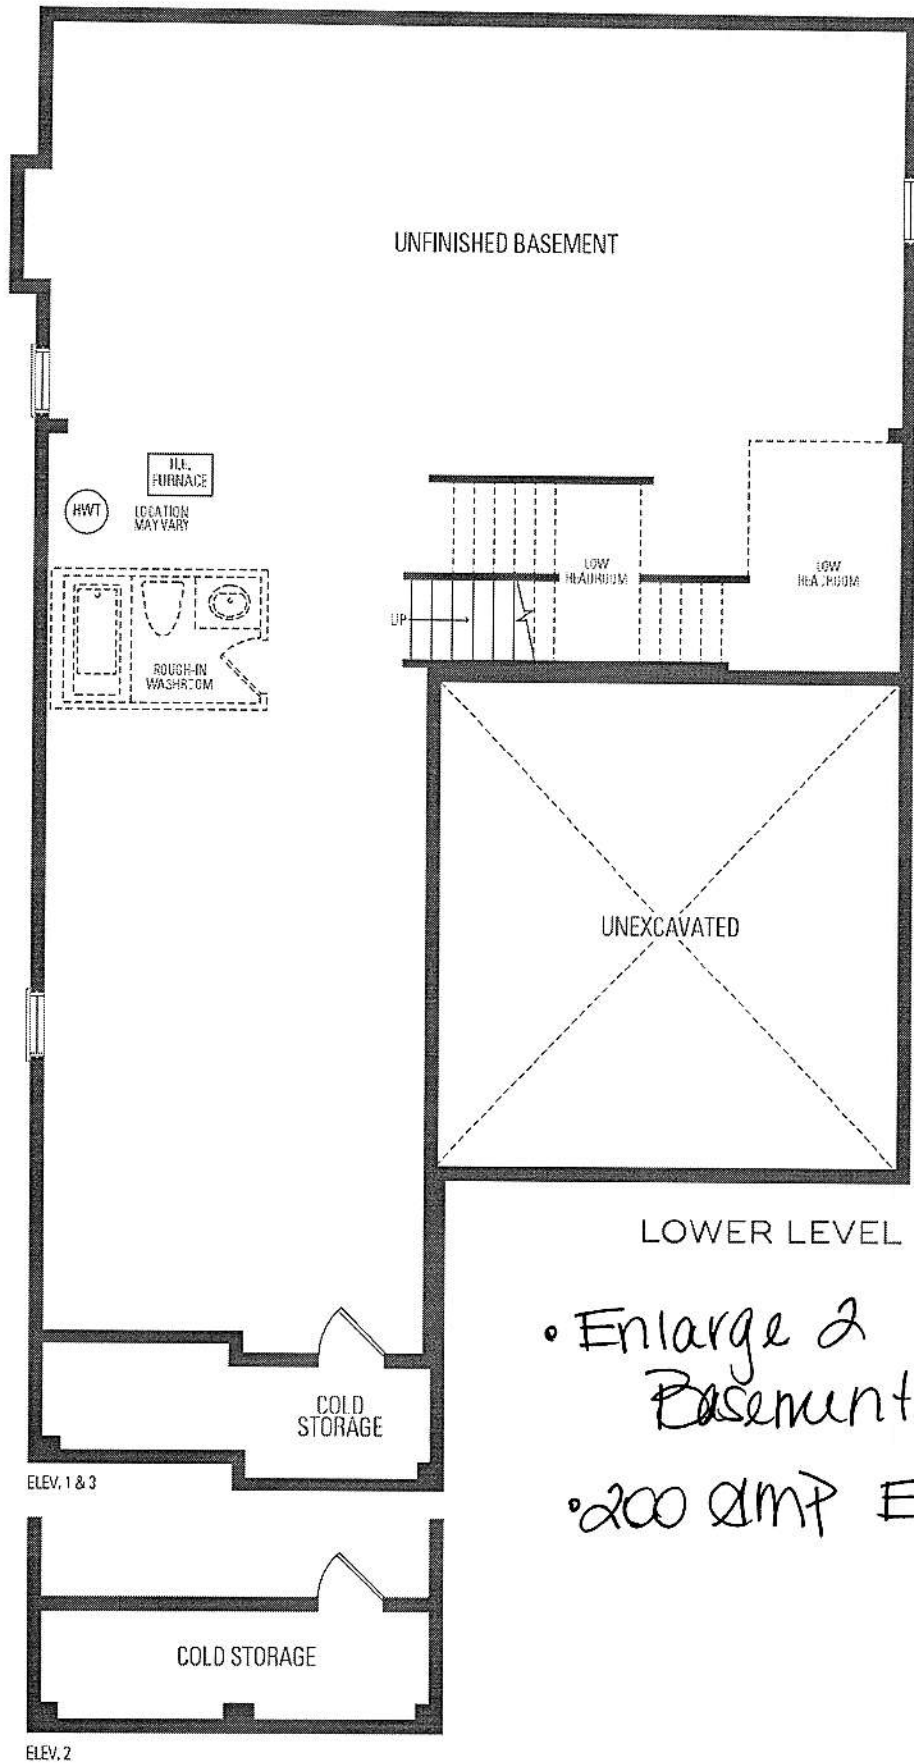 UNFINISHED BASEMENT
H.E.
FURNACE
HWT
LOCATION
MAY VARY
LOW
HEADROOM
LOW
HEADROOM
UP
ROUGH-IN
WASHROOM
UNEXCAVATED
LOWER LEVEL
• Enlarge 2
Basement
• 200 amp E
COLD
STORAGE
ELEV. 1 & 3
COLD STORAGE
ELEV. 2